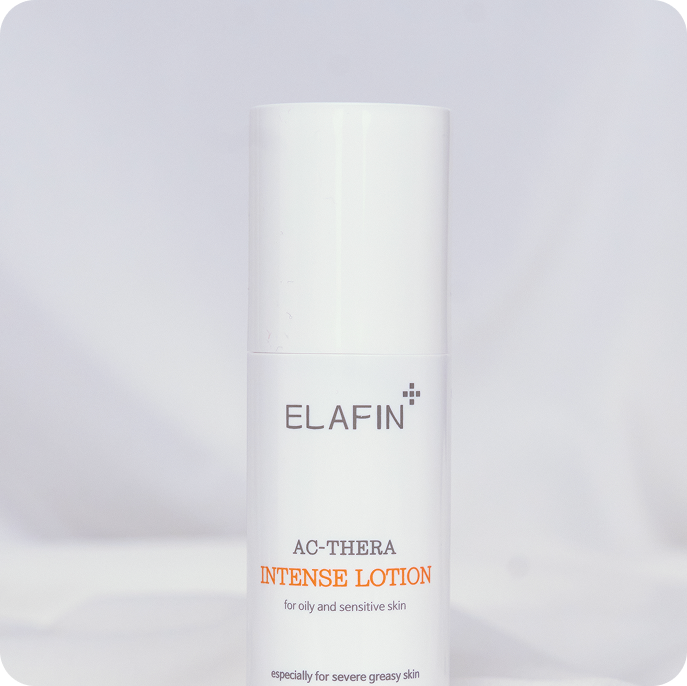 ELAFIN
AC-THERA
INTENSE LOTION
for oily and sensitive skin
especially for severe greasy skin